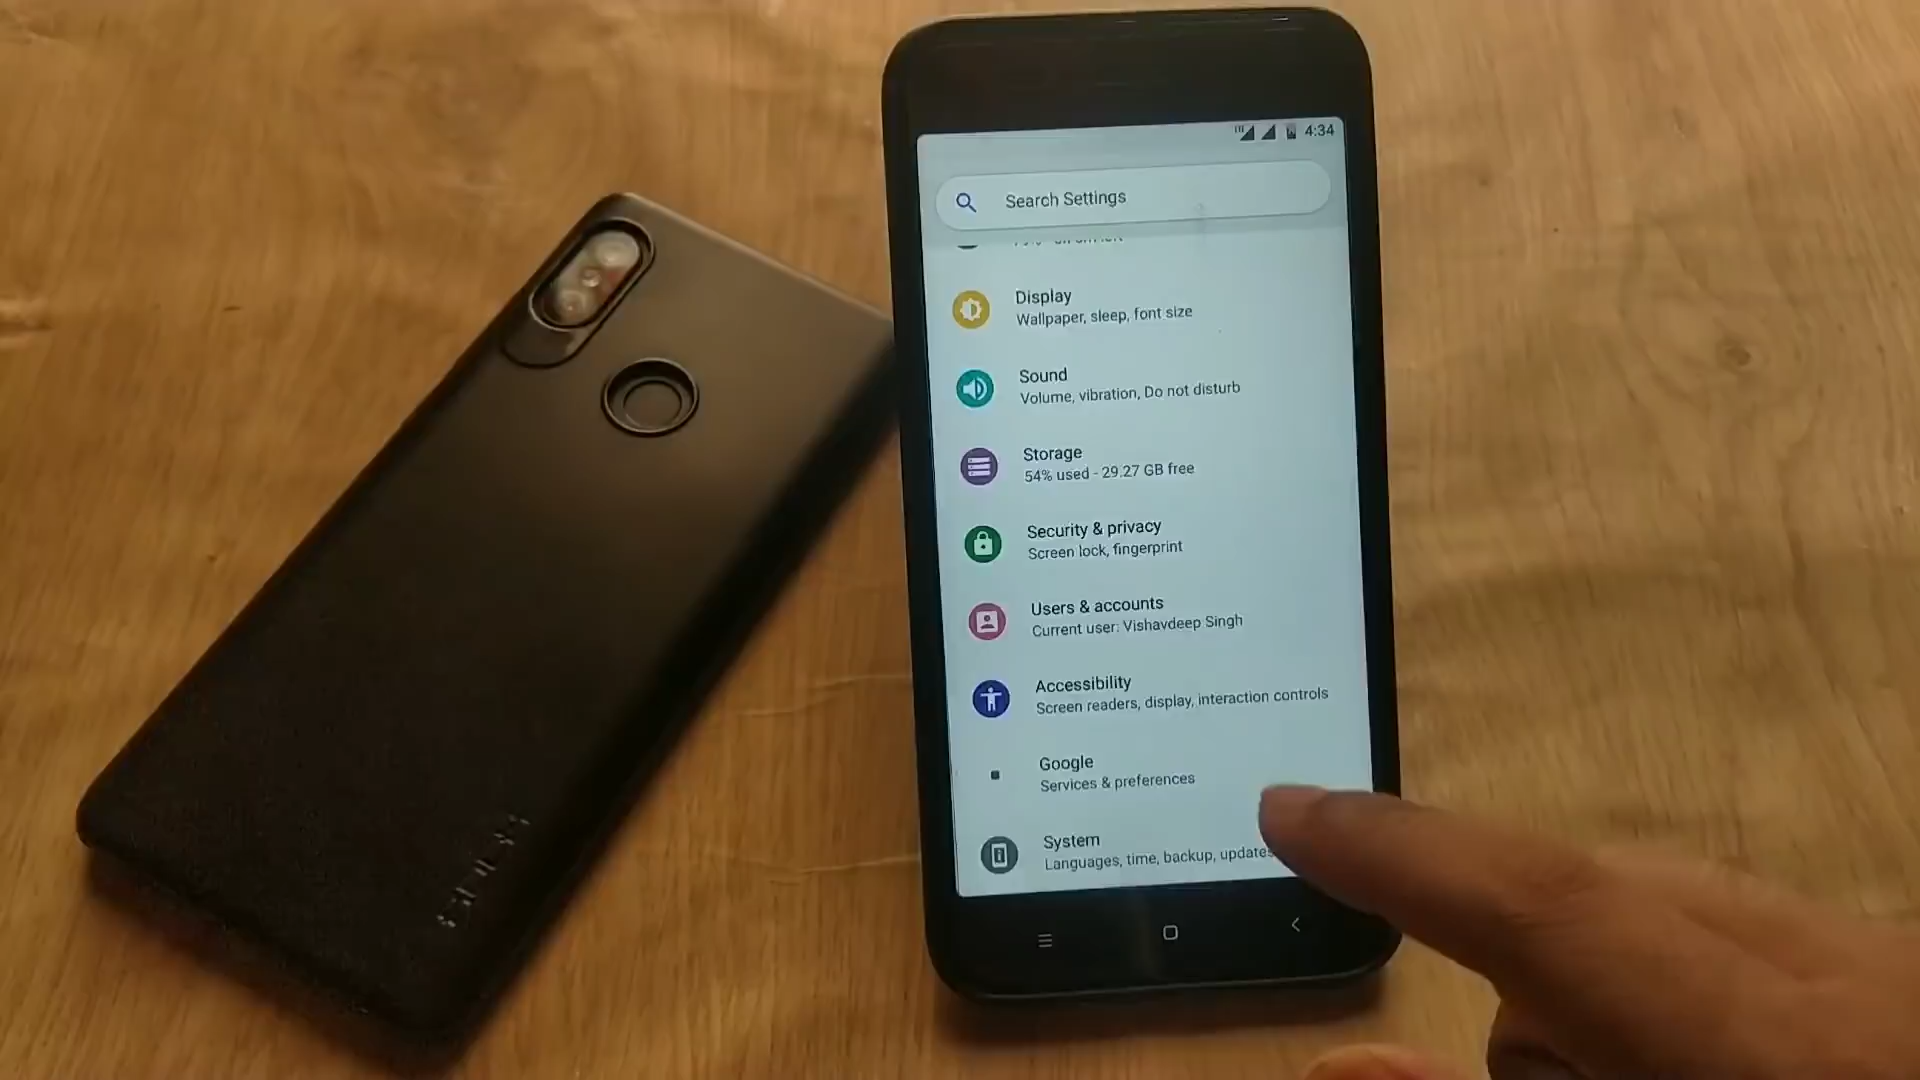 4:34
Search Settings
Display
Wallpaper, sleep, font size
Sound
Volume, vibration, Do not disturb
Storage
54% used - 29.27 GB free
Security & privacy
Screen lock, fingerprint
Users & accounts
Current user: Vishavdeep Singh
Accessibility
Screen readers, display, interaction controls
Google
Services & preferences
System
Languages, time, backup, updates